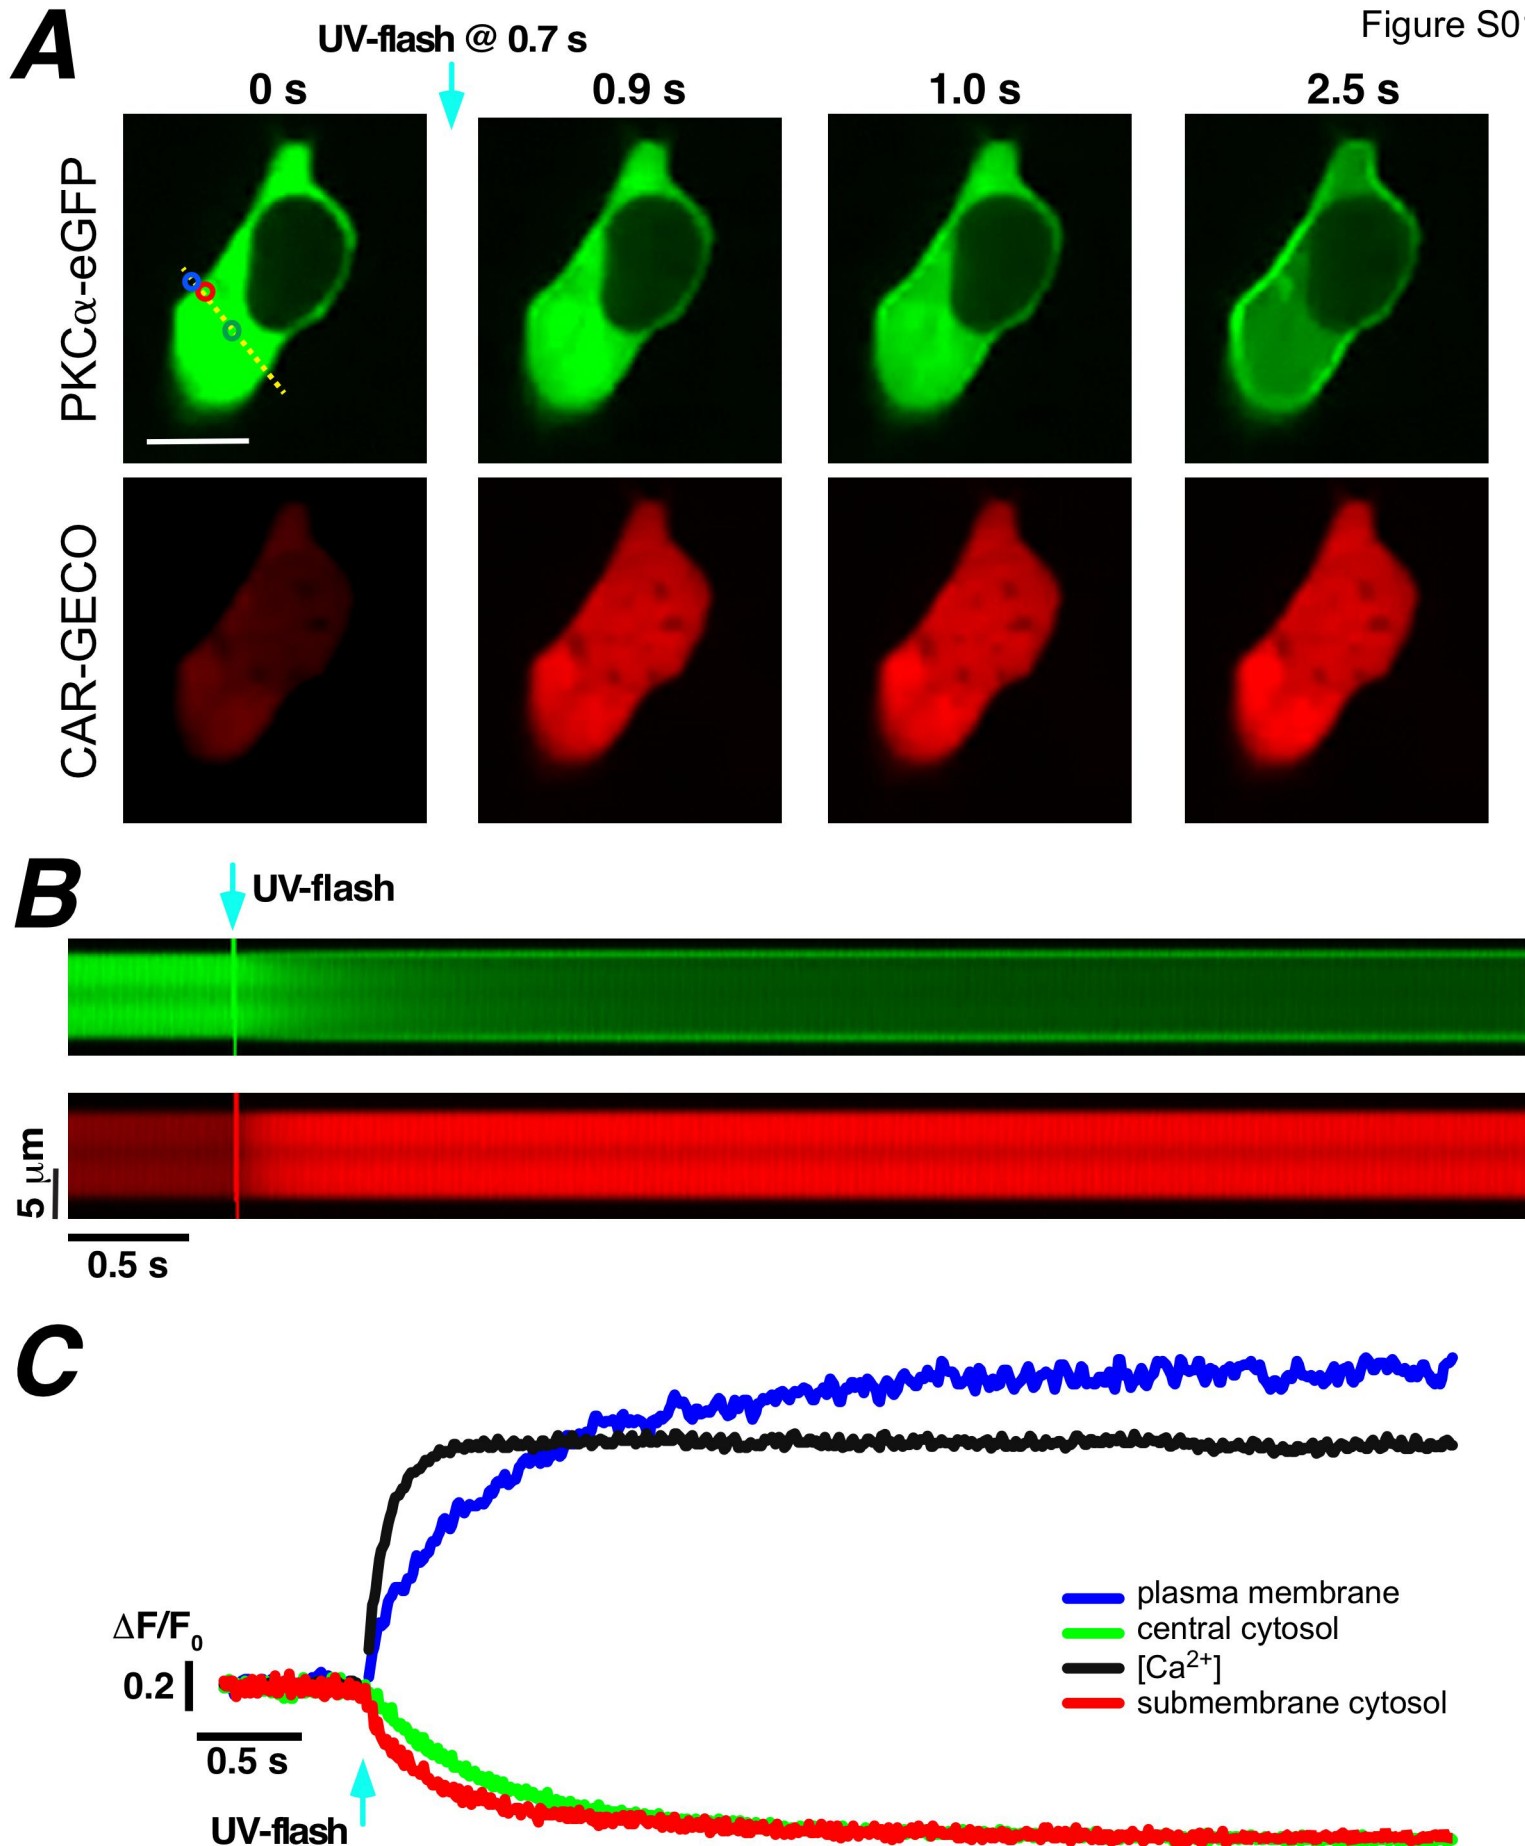 A
UV-flash @ 0.7 s
Figure S0
0 s
0.9 s
1.0 s
2.5 s
PKCα-eGFP
CAR-GECO
B
UV-flash
5 μm
0.5 s
C
plasma membrane
central cytosol
[Ca²⁺]
submembrane cytosol
ΔF/F₀
0.2
0.5 s
UV-flash